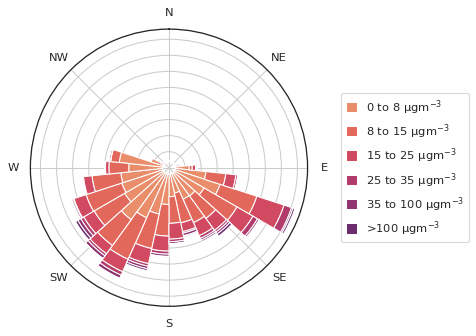 N
NW
NE
W
E
SW
SE
S
0 to 8 µgm⁻³
8 to 15 µgm⁻³
15 to 25 µgm⁻³
25 to 35 µgm⁻³
35 to 100 µgm⁻³
>100 µgm⁻³